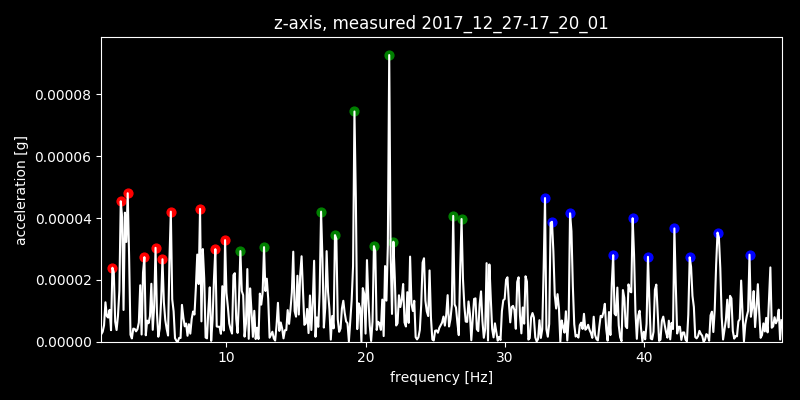 z-axis, measured 2017_12_27-17_20_01
acceleration [g]
0.00008
0.00006
0.00004
0.00002
0.00000
10 20 30 40
frequency [Hz]